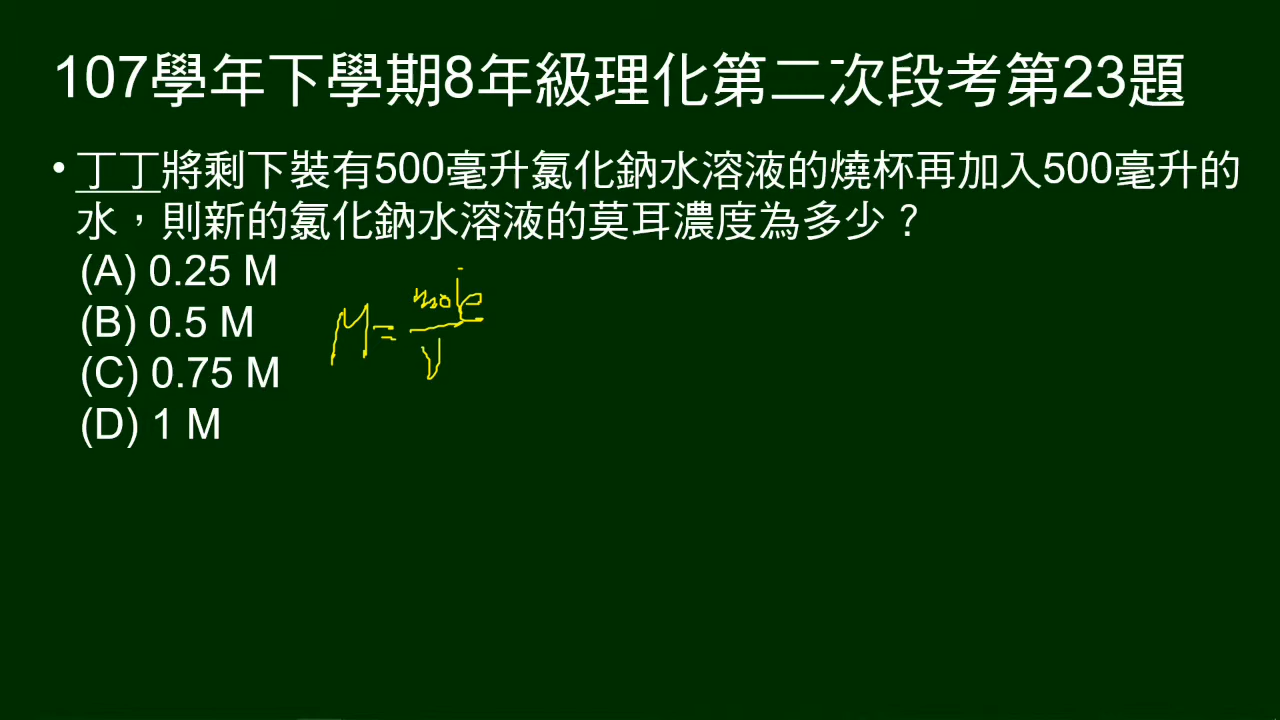 107學年下學期8年級理化第二次段考第23題
• 丁丁將剩下裝有500毫升氯化鈉水溶液的燒杯再加入500毫升的
水，則新的氯化鈉水溶液的莫耳濃度為多少？
(A) 0.25 M
(B) 0.5 M
(C) 0.75 M
(D) 1 M
M = mole / V